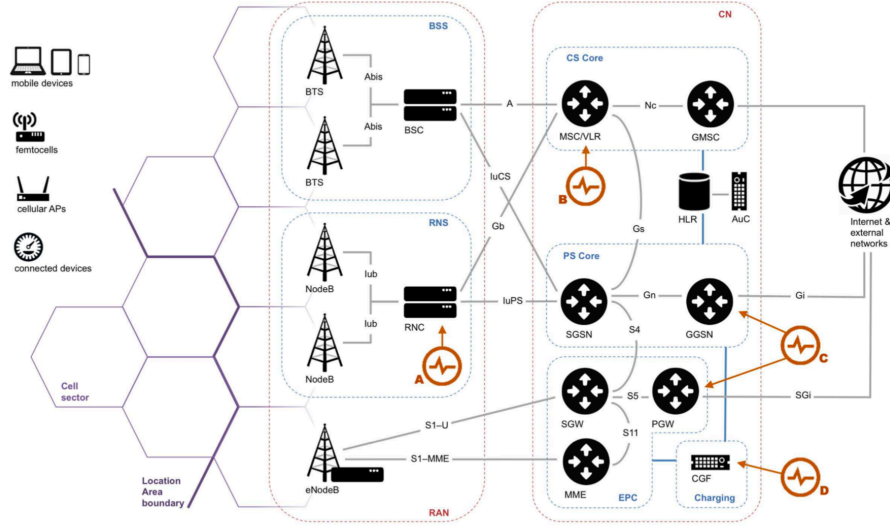 BSS
CN
CS Core
mobile devices
BTS
Abis
Abis
BSC
A
MSC/VLR
Nc
GMSC
femtocells
BTS
IuCS
B
HLR
AuC
cellular APs
Gb
Gs
Internet &
external
networks
RNS
PS Core
connected devices
NodeB
Iub
Iub
RNC
IuPS
SGSN
Gn
GGSN
Gi
S4
NodeB
A
C
Cell
sector
SGW
S5
PGW
SGi
S1–U
S11
S1–MME
Location
Area
boundary
eNodeB
MME
CGF
D
RAN
EPC
Charging